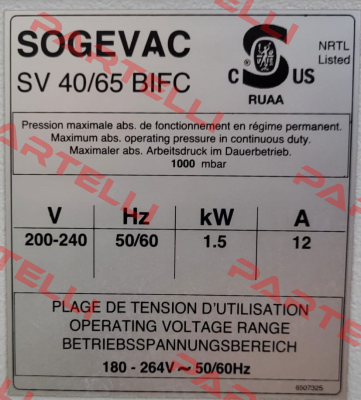 SOGEVAC
SV 40/65 BIFC
C S US
RUAA
NRTL
Listed
Pression maximale abs. de fonctionnement en régime permanent.
Maximum abs. operating pressure in continuous duty.
Maximaler abs. Arbeitsdruck im Dauerbetrieb.
1000 mbar
V Hz kW A
200-240 50/60 1.5 12
PLAGE DE TENSION D'UTILISATION
OPERATING VOLTAGE RANGE
BETRIEBSSPANNUNGSBEREICH
180 - 264V ~ 50/60Hz
PARTELLI
PARTELLI
PARTELLI
PARTELLI